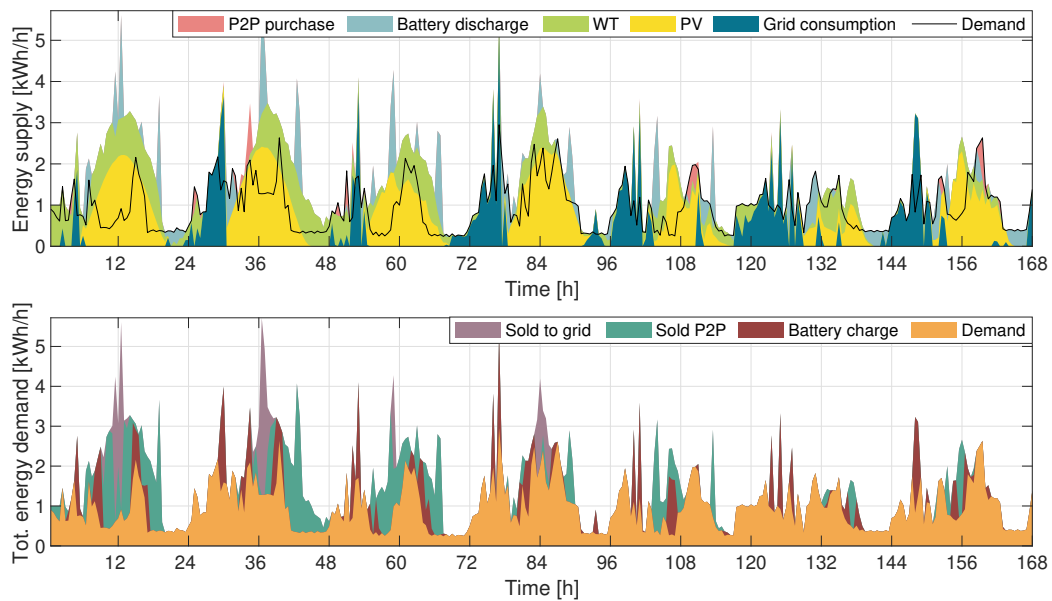 P2P purchase Battery discharge WT PV Grid consumption Demand
Energy supply [kWh/h]
5
4
3
2
1
0
12 24 36 48 60 72 84 96 108 120 132 144 156 168
Time [h]
Sold to grid Sold P2P Battery charge Demand
Tot. energy demand [kWh/h]
5
4
3
2
1
0
12 24 36 48 60 72 84 96 108 120 132 144 156 168
Time [h]